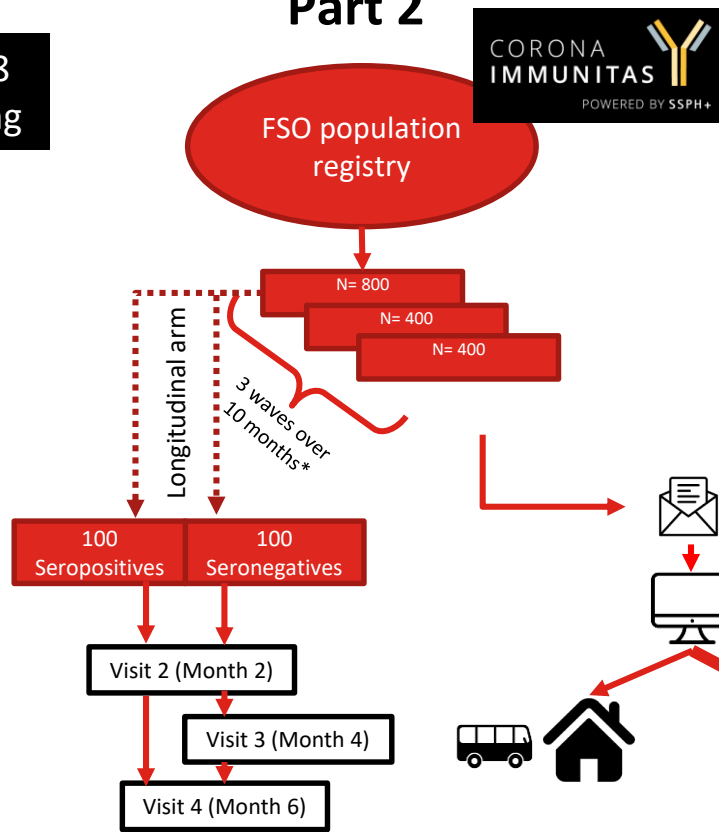 Part 2
CORONA
IMMUNITAS
POWERED BY SSPH+
FSO population
registry
N= 800
N= 400
N= 400
Longitudinal arm
3 waves over
10 months*
100
Seropositives
100
Seronegatives
Visit 2 (Month 2)
Visit 3 (Month 4)
Visit 4 (Month 6)